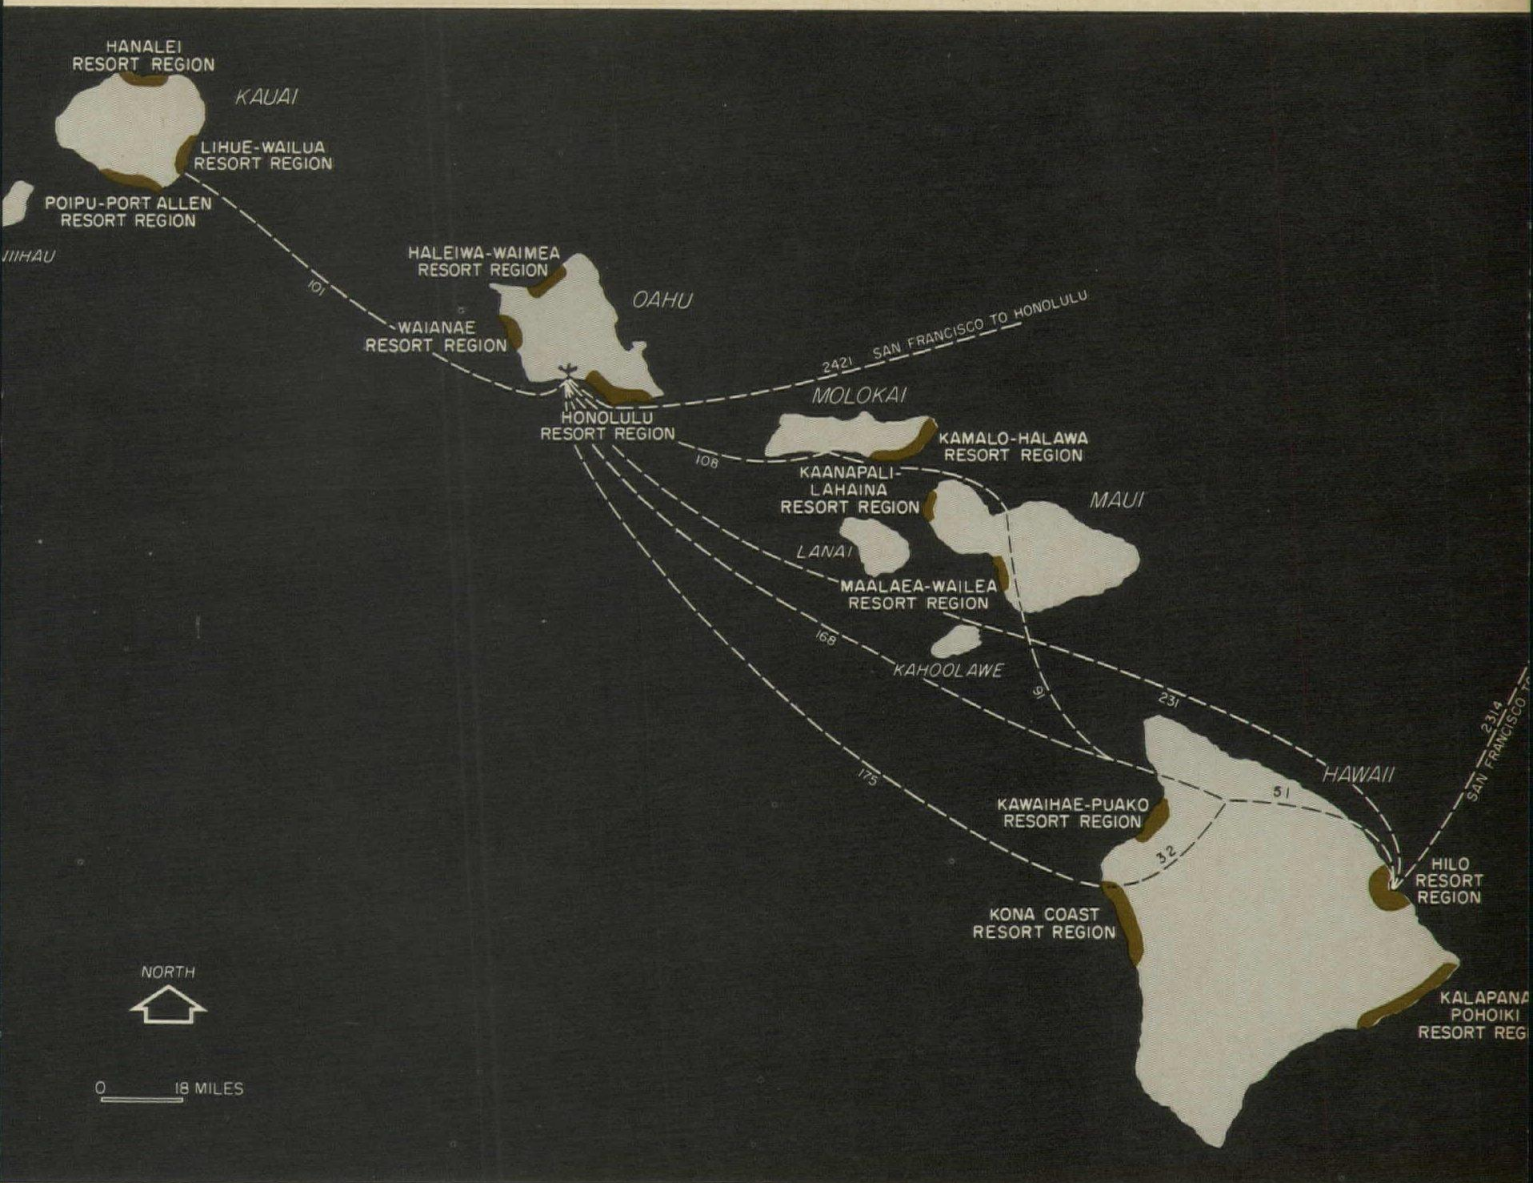 HANALEI
RESORT REGION
KAUAI
LIHUE-WAILUA
RESORT REGION
POIPU-PORT ALLEN
RESORT REGION
NIIHAU
101
HALEIWA-WAIMEA
RESORT REGION
OAHU
WAIANAE
RESORT REGION
2421 SAN FRANCISCO TO HONOLULU
HONOLULU
RESORT REGION
MOLOKAI
108
KAMALO-HALAWA
RESORT REGION
KAANAPALI-
LAHAINA
RESORT REGION
MAUI
LANAI
MAALAEA-WAILEA
RESORT REGION
168
KAHOOLAWE
91
231
175
HAWAII
2314
SAN FRANCISCO TO
51
KAWAIHAE-PUAKO
RESORT REGION
32
HILO
RESORT
REGION
KONA COAST
RESORT REGION
KALAPANA
POHOIKI
RESORT REG
NORTH
0 18 MILES